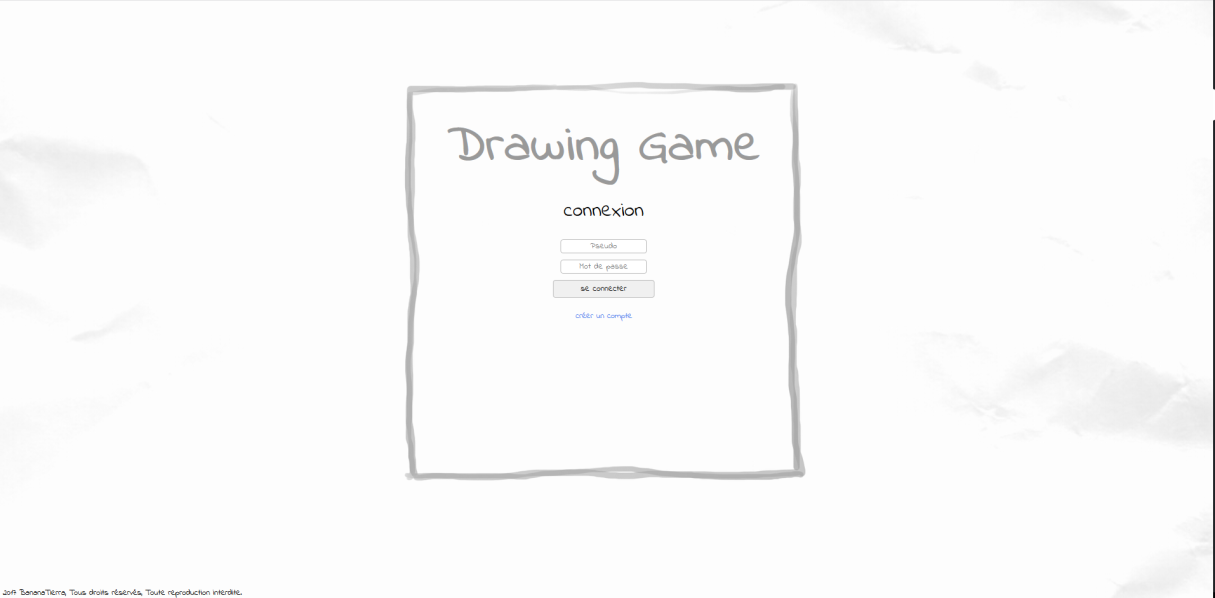 Drawing Game
connexion
Pseudo
Mot de passe
se connecter
créer un compte
2017 BananaTierra, Tous droits réservés, Toute reproduction interdite.